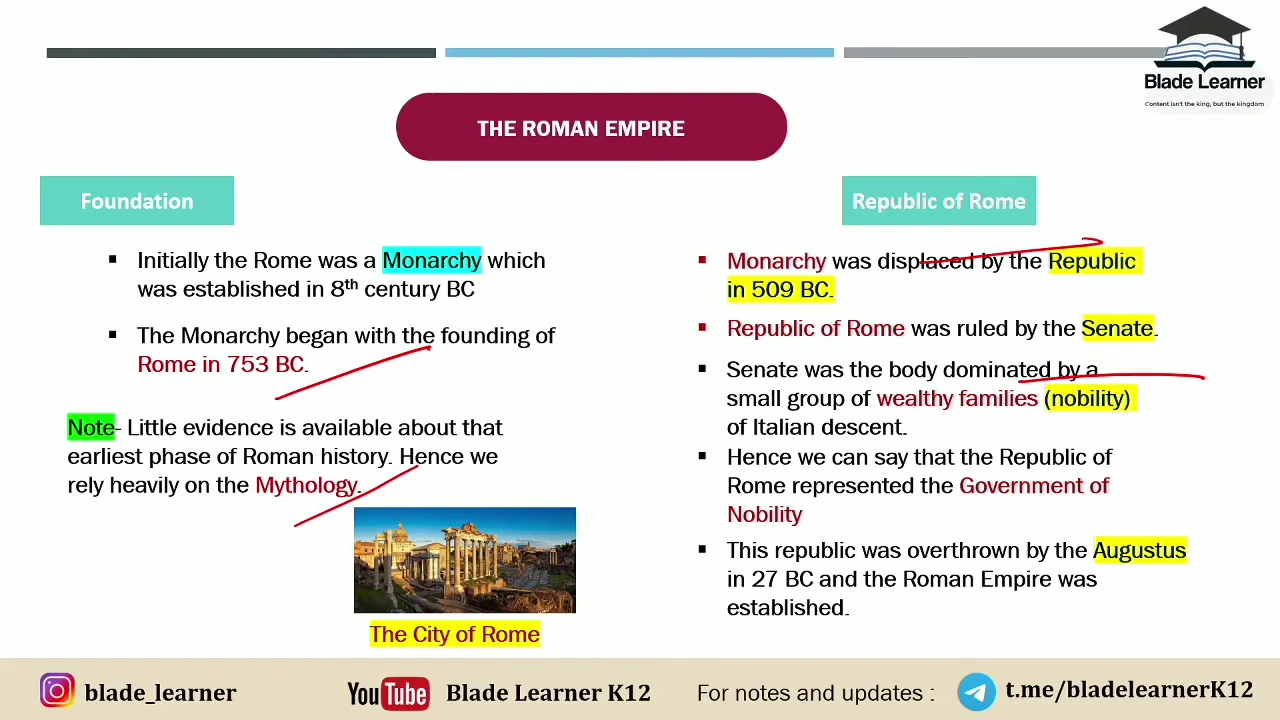 Blade Learner
Content isn't the king, but the kingdom
THE ROMAN EMPIRE
Foundation
▪ Initially the Rome was a Monarchy which
was established in 8th century BC
▪ The Monarchy began with the founding of
Rome in 753 BC.
Note- Little evidence is available about that
earliest phase of Roman history. Hence we
rely heavily on the Mythology.
The City of Rome
Republic of Rome
▪ Monarchy was displaced by the Republic
in 509 BC.
▪ Republic of Rome was ruled by the Senate.
▪ Senate was the body dominated by a
small group of wealthy families (nobility)
of Italian descent.
▪ Hence we can say that the Republic of
Rome represented the Government of
Nobility
▪ This republic was overthrown by the Augustus
in 27 BC and the Roman Empire was
established.
blade_learner
YouTube Blade Learner K12
For notes and updates : t.me/bladelearnerK12